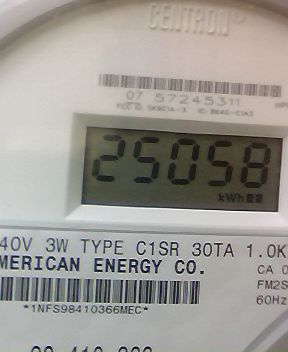 CENTRON®
07 57245311
25058
kWh
40V 3W TYPE C1SR 30TA 1.0K
MERICAN ENERGY CO.
CA 0
FM2S
60Hz
*1NFS98410366MEC*